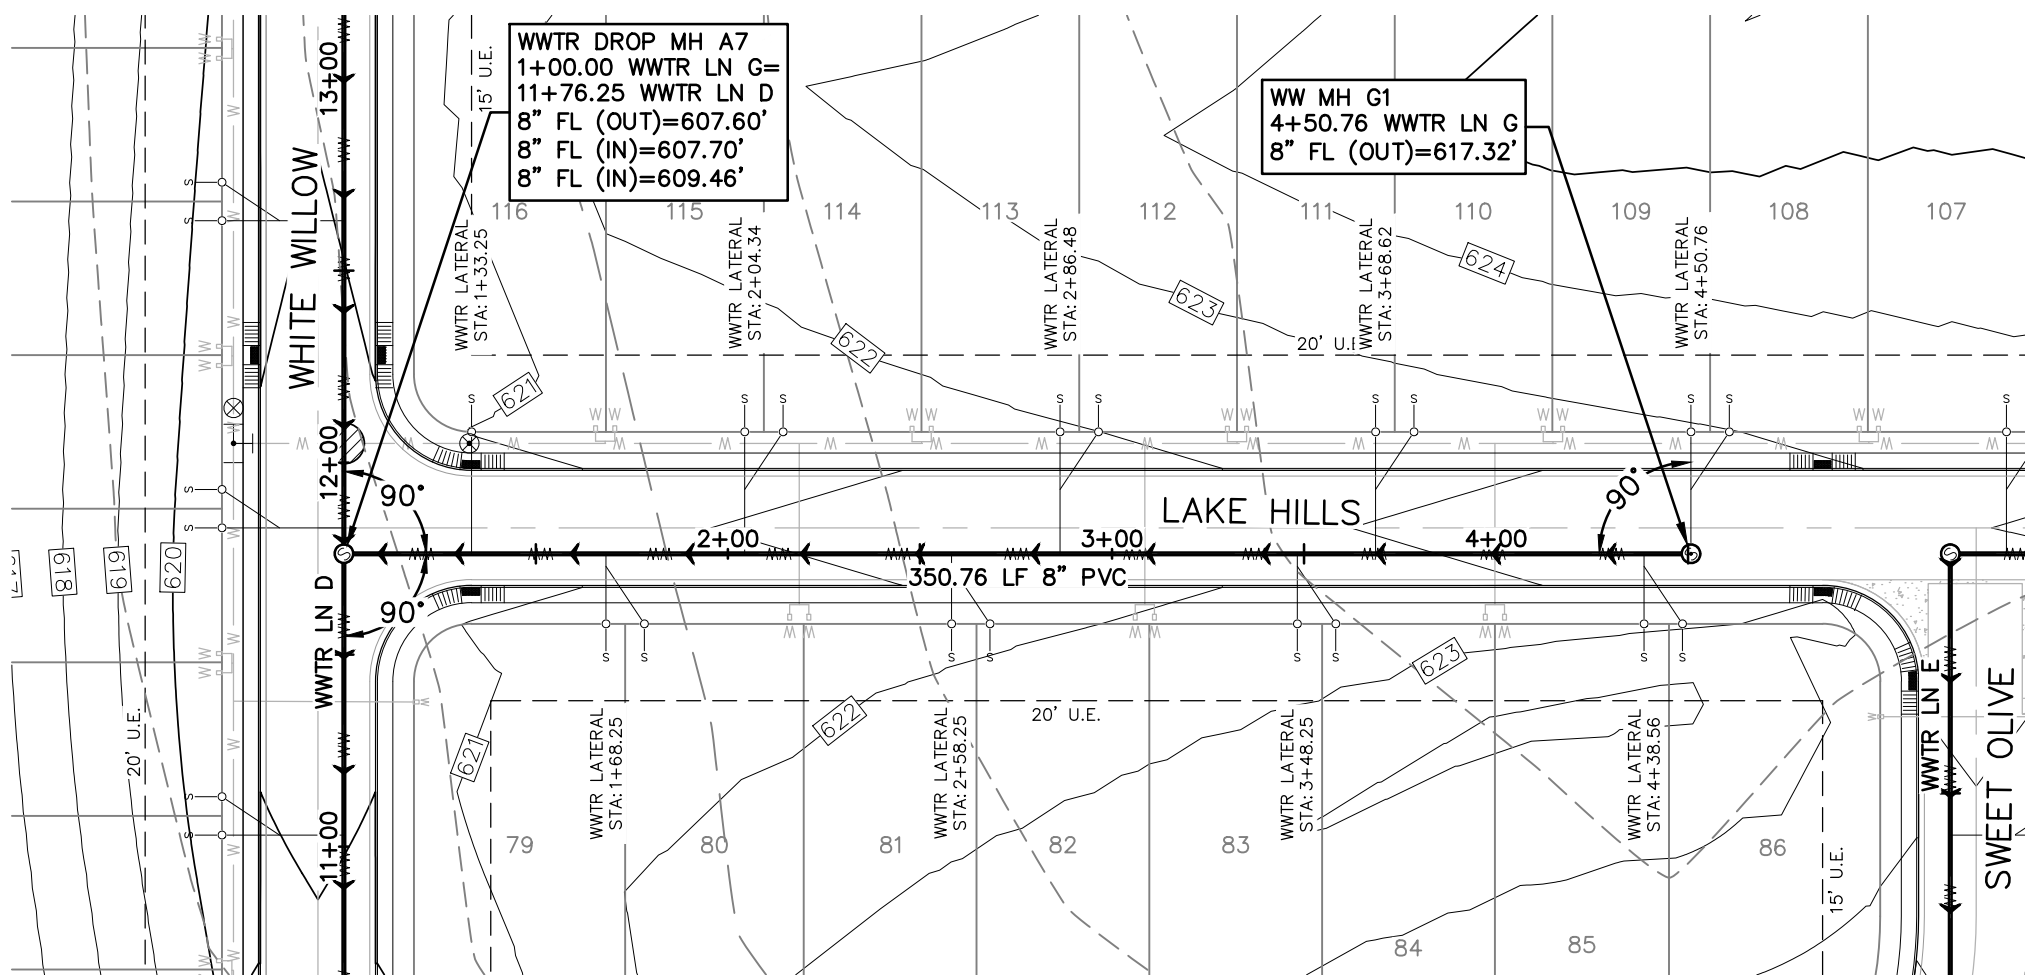 WWTR DROP MH A7
1+00.00 WWTR LN G=
11+76.25 WWTR LN D
8" FL (OUT)=607.60'
8" FL (IN)=607.70'
8" FL (IN)=609.46'
WW MH G1
4+50.76 WWTR LN G
8" FL (OUT)=617.32'
13+00
15' U.E.
WHITE WILLOW
116
115
114
113
112
111
110
109
108
107
WWTR LATERAL
STA: 1+33.25
WWTR LATERAL
STA: 2+04.34
WWTR LATERAL
STA: 2+86.48
WWTR LATERAL
STA: 3+68.62
WWTR LATERAL
STA: 4+50.76
621
622
623
624
20' U.E.
12+00
90°
90°
90°
LAKE HILLS
2+00
3+00
4+00
350.76 LF 8" PVC
617
618
619
620
WWTR LN D
20' U.E.
11+00
621
622
623
20' U.E.
WWTR LATERAL
STA: 1+68.25
WWTR LATERAL
STA: 2+58.25
WWTR LATERAL
STA: 3+48.25
WWTR LATERAL
STA: 4+38.56
79
80
81
82
83
84
85
86
15' U.E.
WWTR LN E
SWEET OLIVE